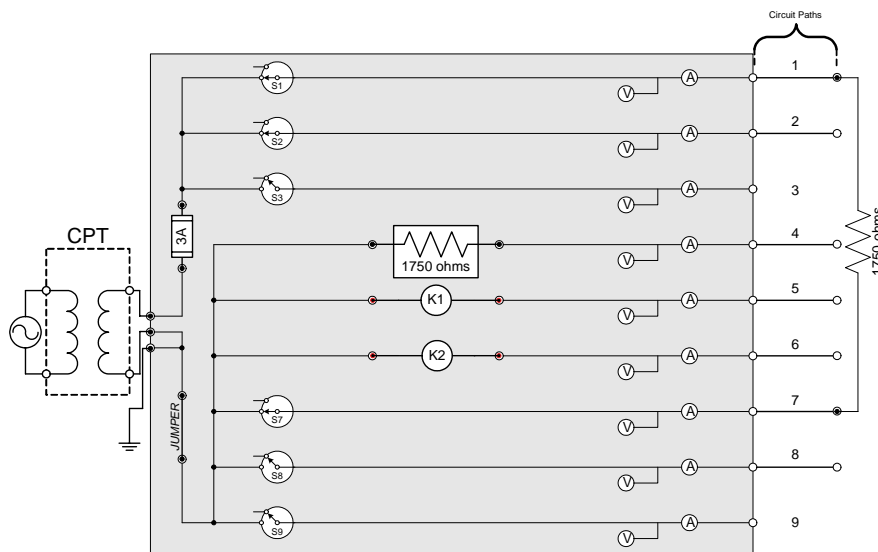 Circuit Paths
S1
V
A
1
S2
V
A
2
S3
V
A
3
3A
CPT
1750 ohms
V
A
4
1750 ohms
K1
V
A
5
K2
V
A
6
JUMPER
S7
V
A
7
S8
V
A
8
S9
V
A
9